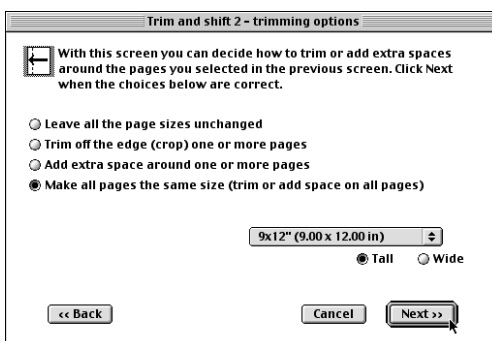 Trim and shift 2 - trimming options
With this screen you can decide how to trim or add extra spaces
around the pages you selected in the previous screen. Click Next
when the choices below are correct.
Leave all the page sizes unchanged
Trim off the edge (crop) one or more pages
Add extra space around one or more pages
Make all pages the same size (trim or add space on all pages)
9x12" (9.00 x 12.00 in)
Tall Wide
<< Back Cancel Next >>